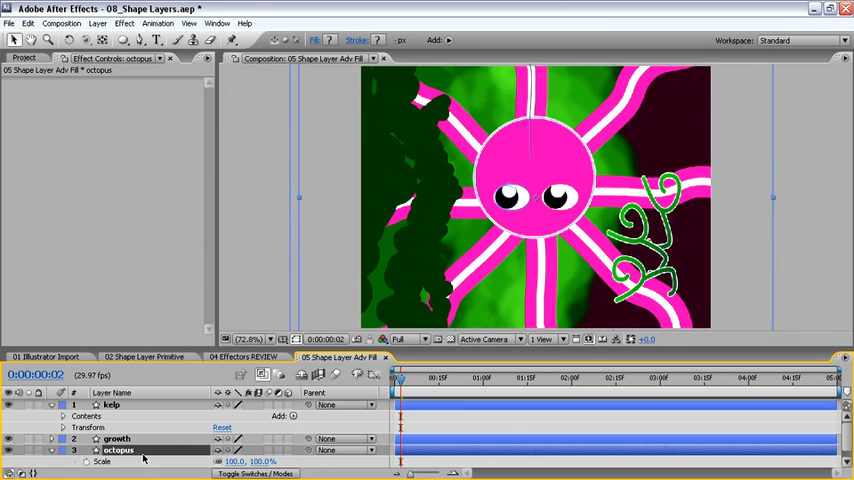 Adobe After Effects - 08_Shape Layers.aep *
File Edit Composition Layer Effect Animation View Window Help
Fill: ? Stroke: ? - px Add:
Workspace: Standard
Project Effect Controls: octopus
Composition: 05 Shape Layer Adv Fill
05 Shape Layer Adv Fill * octopus
(72.8%) 0:00:00:02 Full Active Camera 1 View +0.0
01 Illustrator Import 02 Shape Layer Primitive 04 Effectors REVIEW 05 Shape Layer Adv Fill
0:00:00:02 (29.97 fps)
00:15f 01:00f 01:15f 02:00f 02:15f 03:00f 03:15f 04:00f 04:15f 05:00
# Layer Name Parent
1 kelp None
Contents Add:
Transform Reset
2 growth None
3 octopus None
Scale 100.0, 100.0%
Toggle Switches / Modes